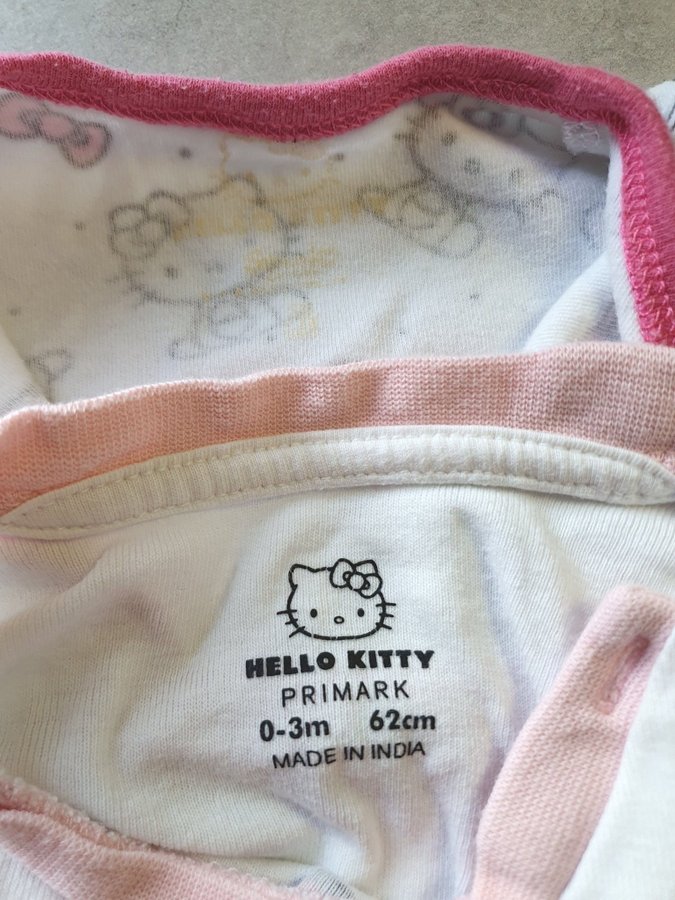 HELLO KITTY
PRIMARK
0-3m 62cm
MADE IN INDIA